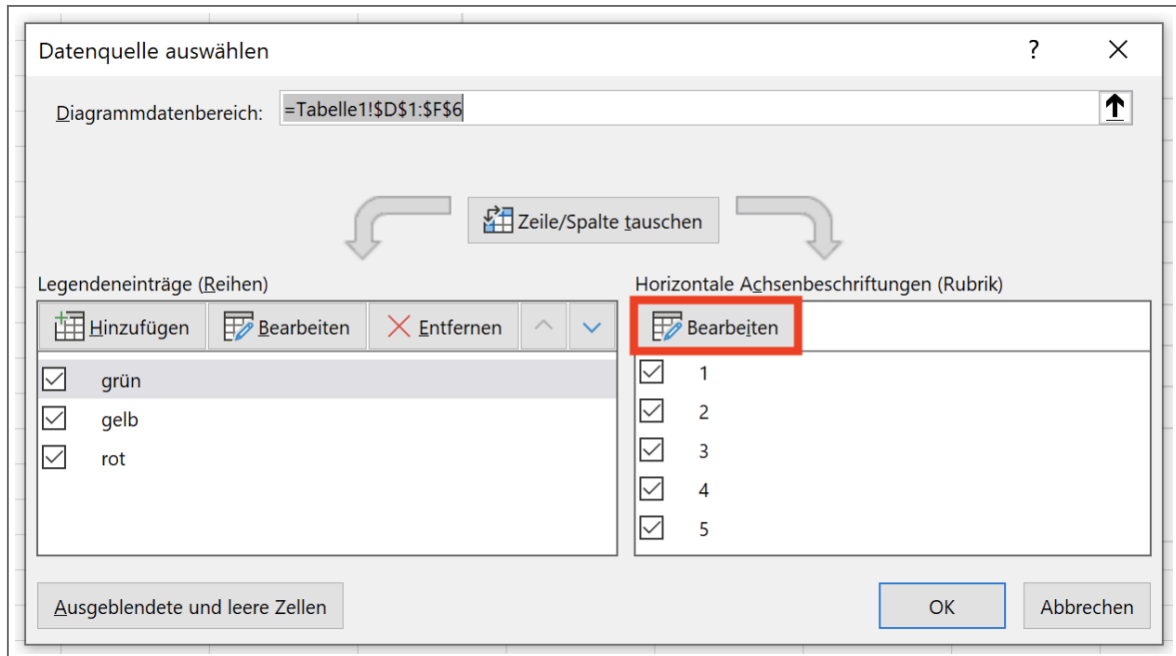 Datenquelle auswählen ?
Diagrammdatenbereich: =Tabelle1!$D$1:$F$6
Zeile/Spalte tauschen
Legendeneinträge (Reihen)
Hinzufügen Bearbeiten Entfernen
grün
gelb
rot
Horizontale Achsenbeschriftungen (Rubrik)
Bearbeiten
1
2
3
4
5
Ausgeblendete und leere Zellen
OK Abbrechen